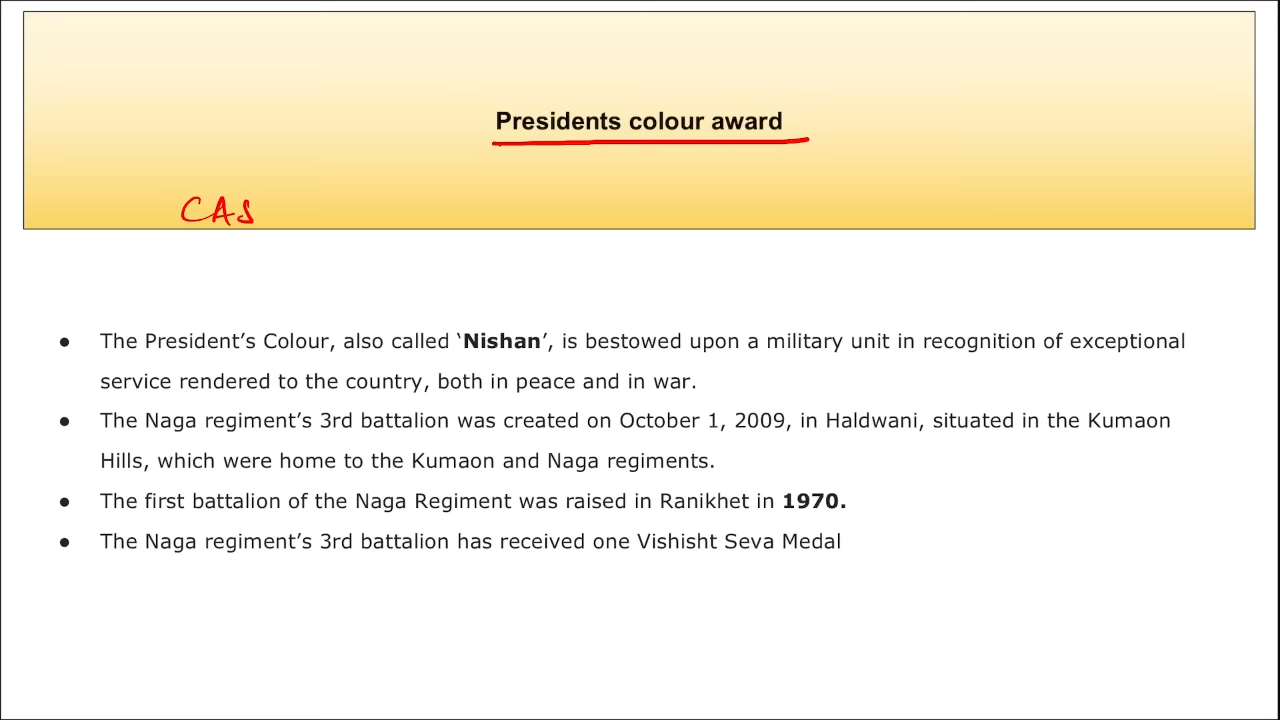 Presidents colour award
CAS
● The President’s Colour, also called ‘Nishan’, is bestowed upon a military unit in recognition of exceptional
service rendered to the country, both in peace and in war.
● The Naga regiment’s 3rd battalion was created on October 1, 2009, in Haldwani, situated in the Kumaon
Hills, which were home to the Kumaon and Naga regiments.
● The first battalion of the Naga Regiment was raised in Ranikhet in 1970.
● The Naga regiment’s 3rd battalion has received one Vishisht Seva Medal